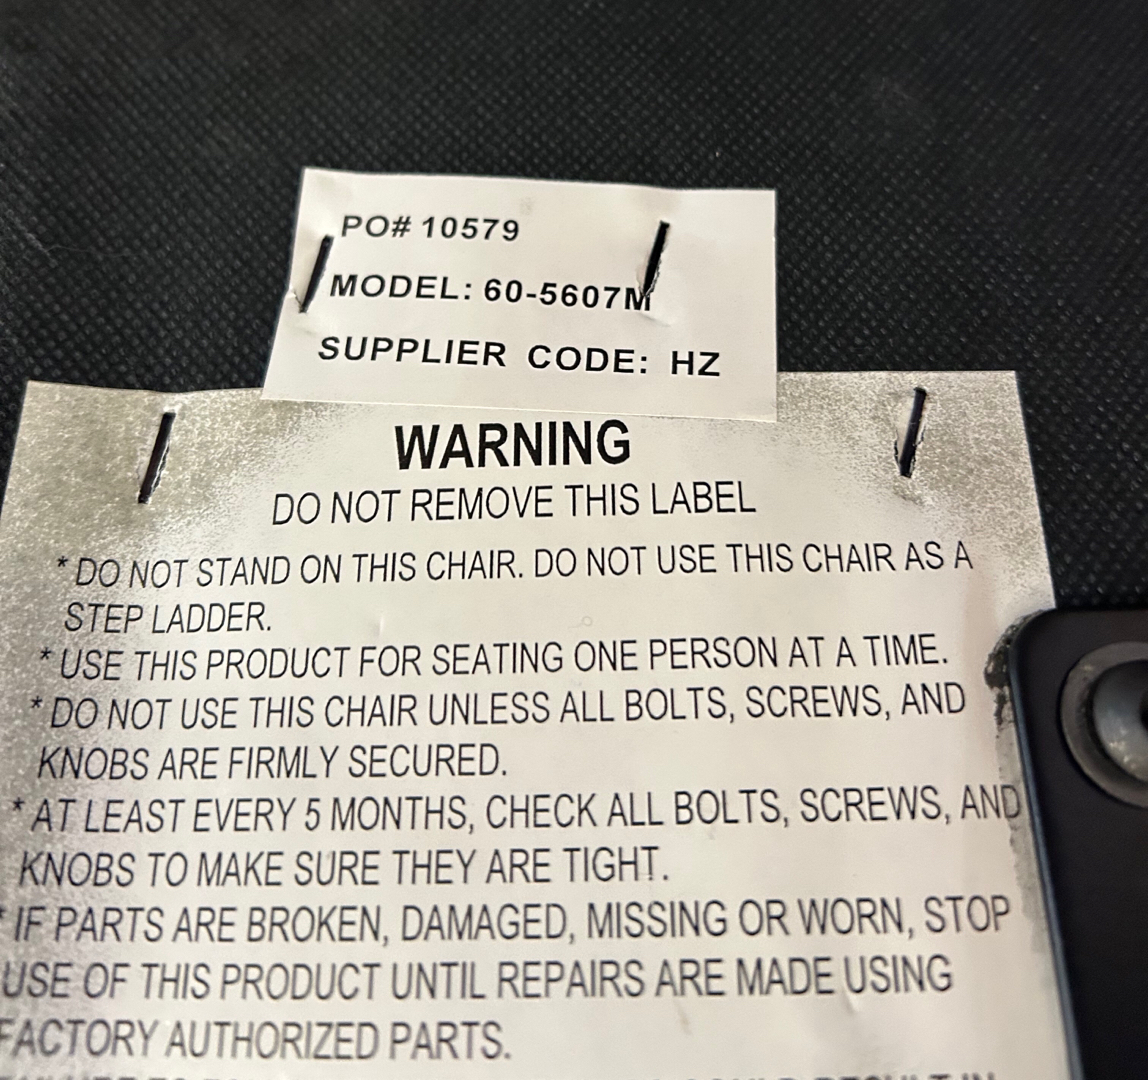 PO# 10579
MODEL: 60-5607M
SUPPLIER CODE: HZ
WARNING
DO NOT REMOVE THIS LABEL
* DO NOT STAND ON THIS CHAIR. DO NOT USE THIS CHAIR AS A
STEP LADDER.
* USE THIS PRODUCT FOR SEATING ONE PERSON AT A TIME.
* DO NOT USE THIS CHAIR UNLESS ALL BOLTS, SCREWS, AND
KNOBS ARE FIRMLY SECURED.
* AT LEAST EVERY 5 MONTHS, CHECK ALL BOLTS, SCREWS, AND
KNOBS TO MAKE SURE THEY ARE TIGHT.
* IF PARTS ARE BROKEN, DAMAGED, MISSING OR WORN, STOP
USE OF THIS PRODUCT UNTIL REPAIRS ARE MADE USING
FACTORY AUTHORIZED PARTS.